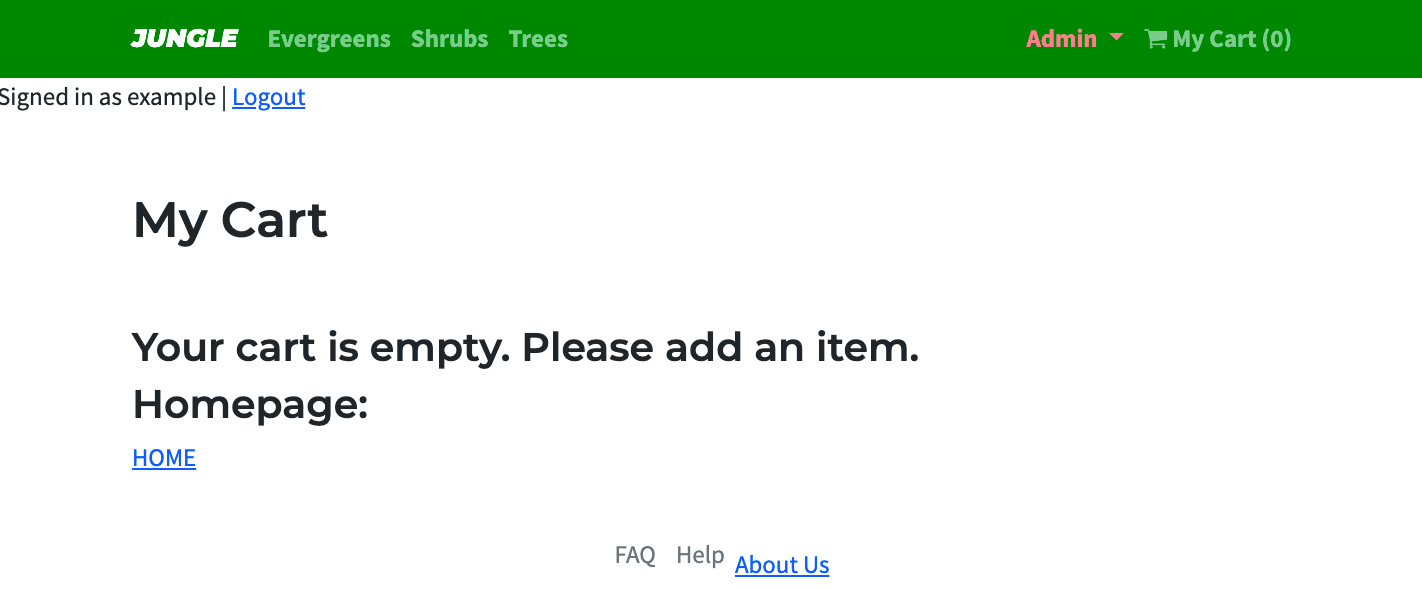 JUNGLE Evergreens Shrubs Trees Admin My Cart (0)
Signed in as example | Logout
My Cart
Your cart is empty. Please add an item.
Homepage:
HOME
FAQ Help About Us